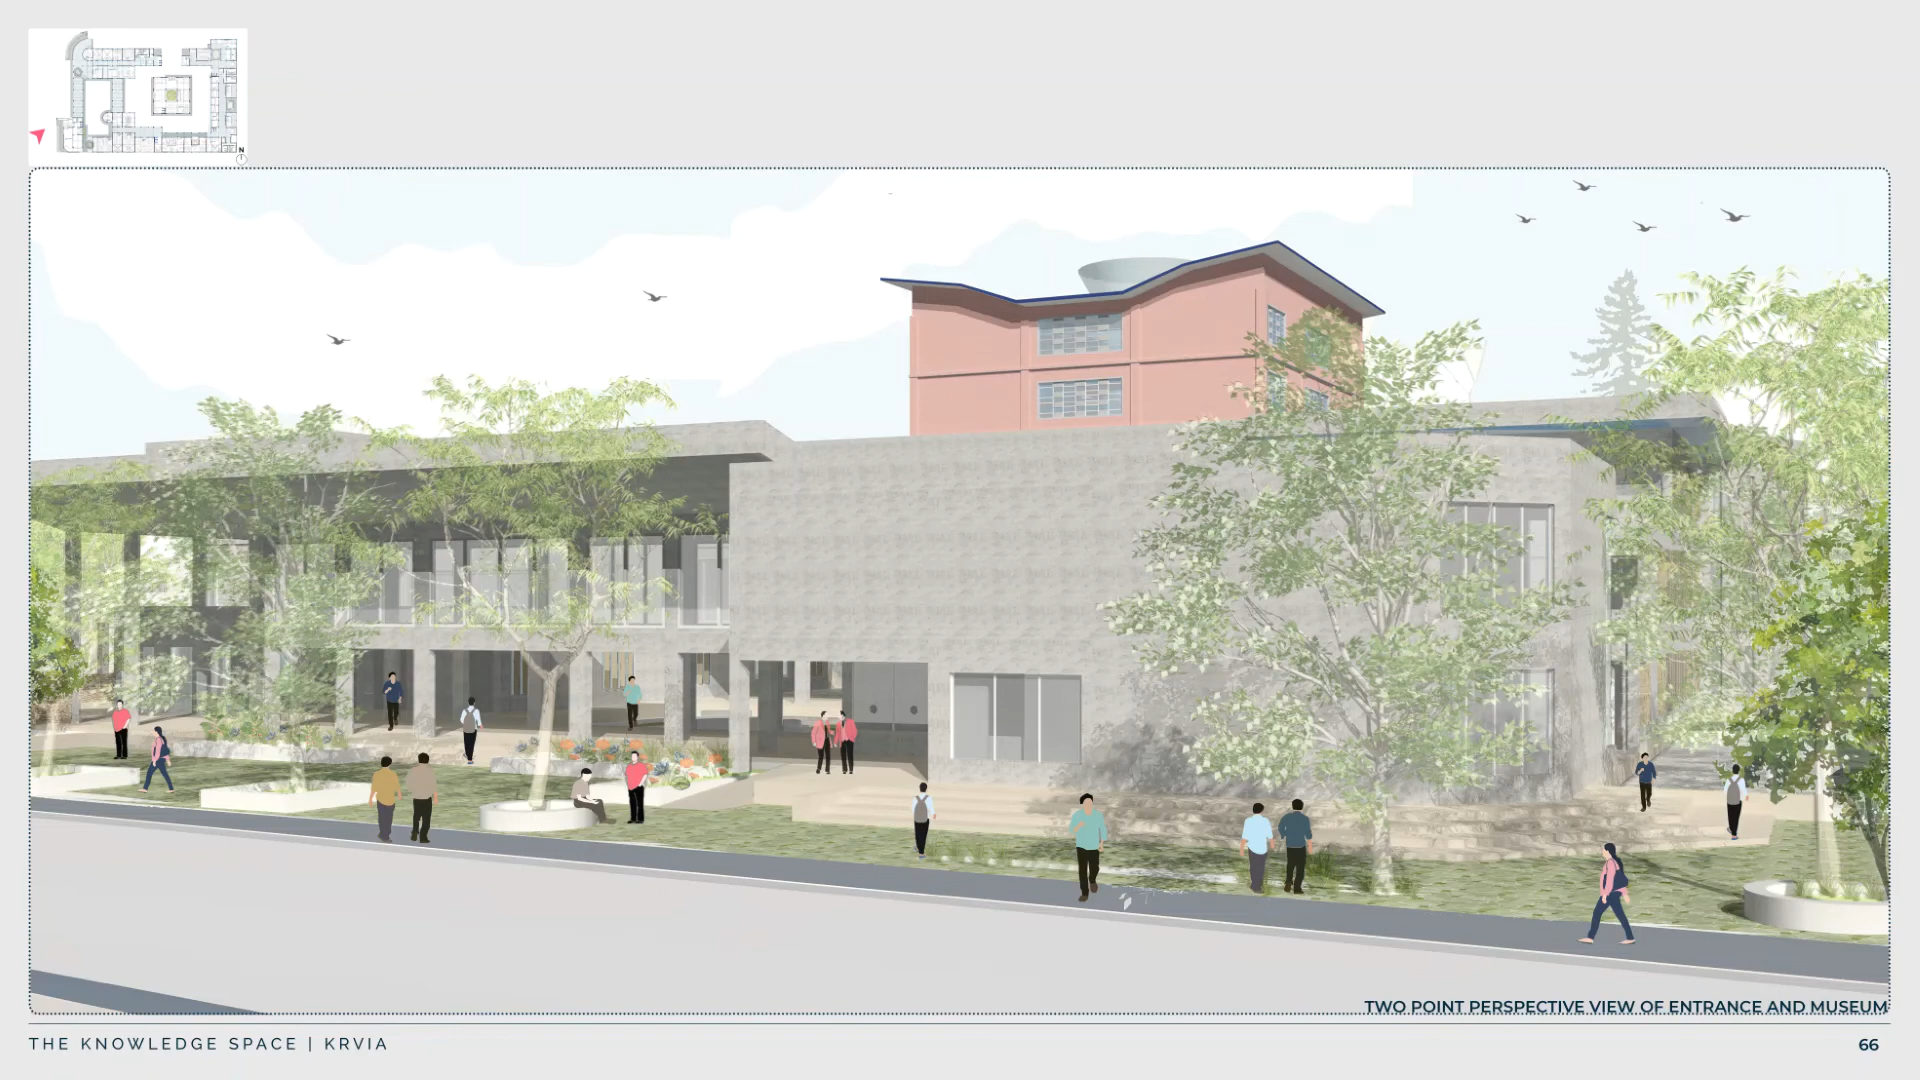 N
TWO POINT PERSPECTIVE VIEW OF ENTRANCE AND MUSEUM
THE KNOWLEDGE SPACE | KRVIA
66